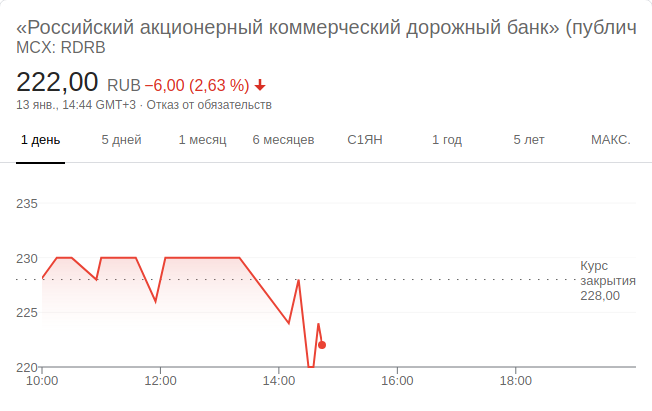 «Российский акционерный коммерческий дорожный банк» (публич
MCX: RDRB
222,00 RUB −6,00 (2,63 %)
13 янв., 14:44 GMT+3 · Отказ от обязательств
1 день 5 дней 1 месяц 6 месяцев С1ЯН 1 год 5 лет МАКС.
235
230
Курс
закрытия
228,00
225
220
10:00 12:00 14:00 16:00 18:00